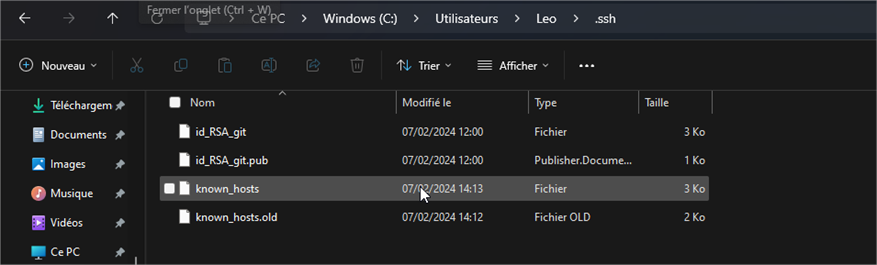 Fermer l'onglet (Ctrl + W)
Ce PC > Windows (C:) > Utilisateurs > Leo > .ssh
Nouveau Trier Afficher
Nom Modifié le Type Taille
Téléchargem
Documents
Images
Musique
Vidéos
Ce PC
id_RSA_git 07/02/2024 12:00 Fichier 3 Ko
id_RSA_git.pub 07/02/2024 12:00 Publisher.Docume... 1 Ko
known_hosts 07/02/2024 14:13 Fichier 3 Ko
known_hosts.old 07/02/2024 14:12 Fichier OLD 2 Ko